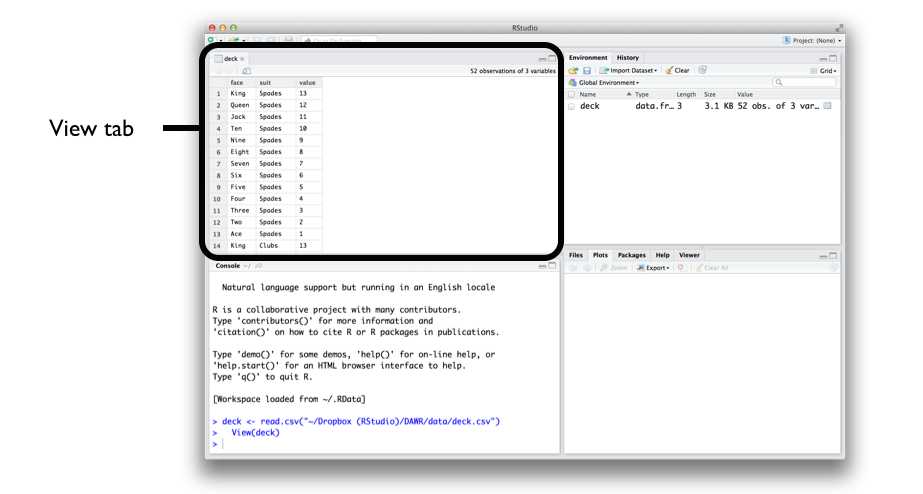 RStudio
Project: (None)
deck
52 observations of 3 variables
face suit value
1 King Spades 13
2 Queen Spades 12
3 Jack Spades 11
4 Ten Spades 10
5 Nine Spades 9
6 Eight Spades 8
7 Seven Spades 7
8 Six Spades 6
9 Five Spades 5
10 Four Spades 4
11 Three Spades 3
12 Two Spades 2
13 Ace Spades 1
14 King Clubs 13
View tab
Environment History
Import Dataset Clear Grid
Global Environment
Name Type Length Size Value
deck data.fr… 3 3.1 KB 52 obs. of 3 var…
Console ~/
Natural language support but running in an English locale
R is a collaborative project with many contributors.
Type 'contributors()' for more information and
'citation()' on how to cite R or R packages in publications.
Type 'demo()' for some demos, 'help()' for on-line help, or
'help.start()' for an HTML browser interface to help.
Type 'q()' to quit R.
[Workspace loaded from ~/.RData]
> deck <- read.csv("~/Dropbox (RStudio)/DAWR/data/deck.csv")
>   View(deck)
>
Files Plots Packages Help Viewer
Zoom Export Clear All